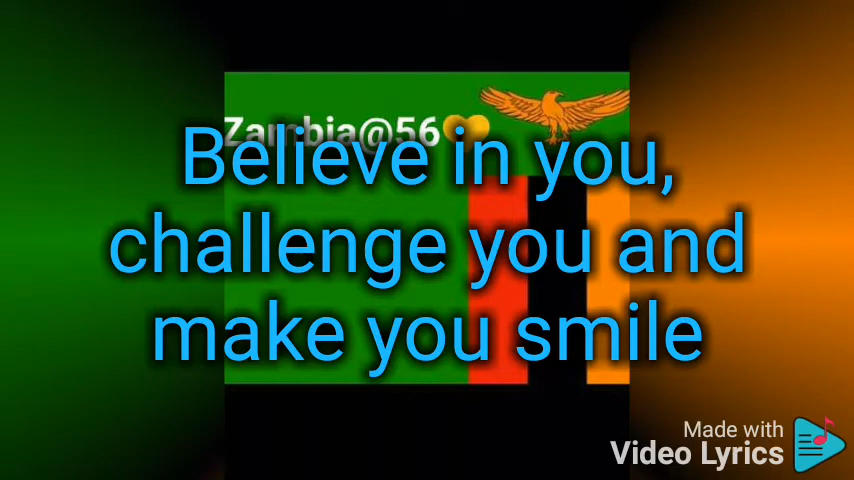 Zambia@56💛
Believe in you,
challenge you and
make you smile
Made with
Video Lyrics